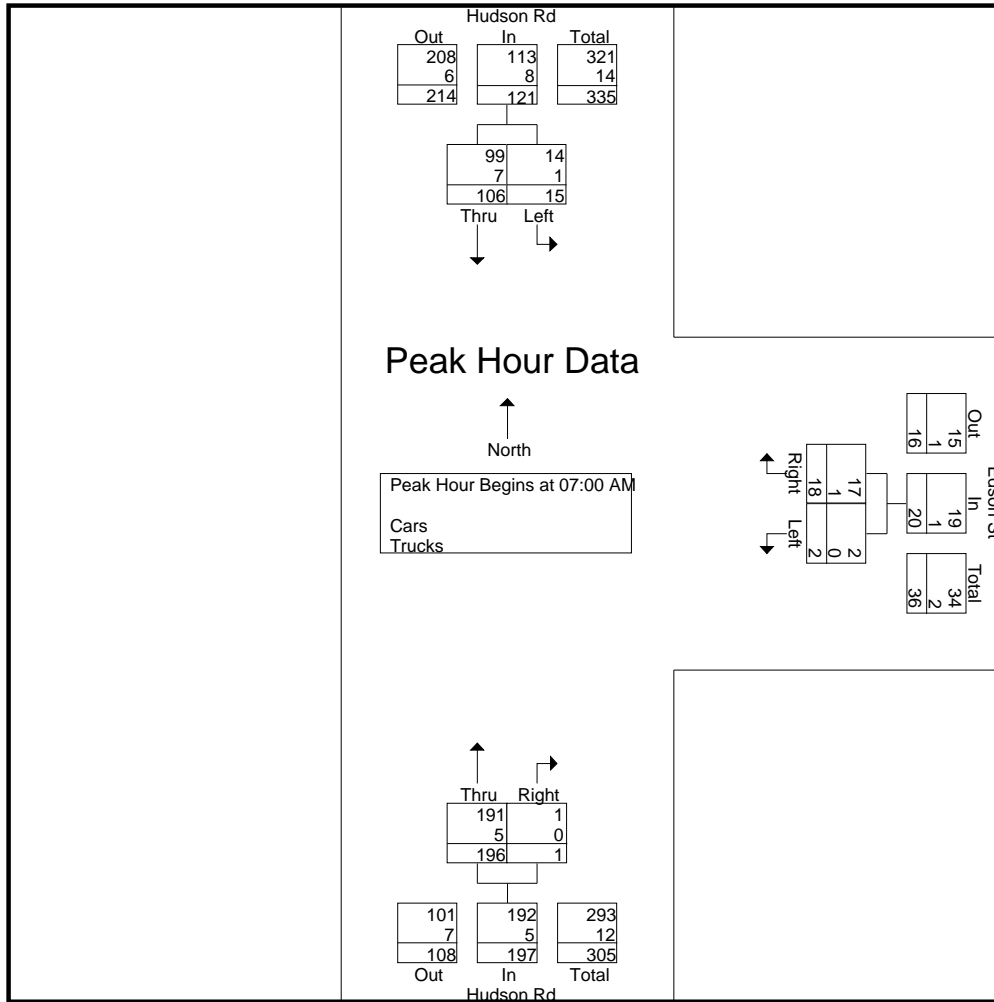 Hudson Rd
Out In Total
208 113 321
6 8 14
214 121 335
99 14
7 1
106 15
Thru Left
Peak Hour Data
North
Peak Hour Begins at 07:00 AM
Cars
Trucks
Right Left
17 2
1 0
18 2
Out In Total
15 19 34
1 1 2
16 20 36
Thru Right
191 1
5 0
196 1
101 192 293
7 5 12
108 197 305
Out In Total
Hudson Rd